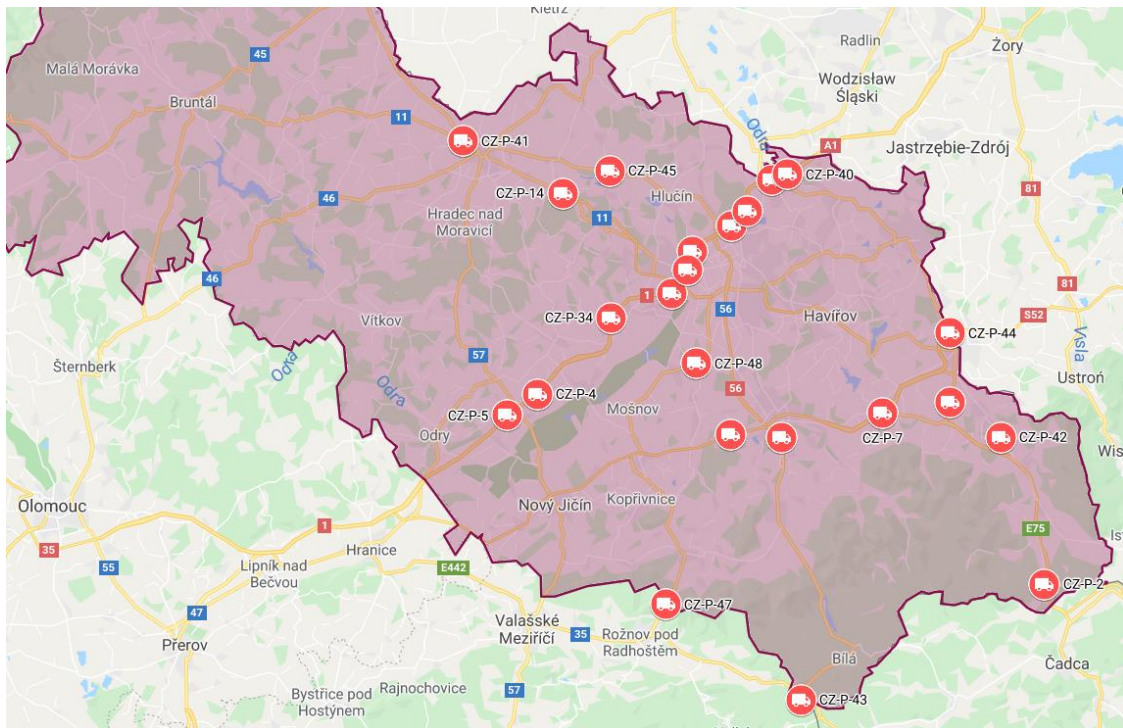 Kietrz
Radlin
Żory
45
Malá Morávka
Wodzisław
Śląski
Bruntál
11
Odra
CZ-P-41
A1
Jastrzębie-Zdrój
CZ-P-45
CZ-P-40
81
CZ-P-14
Hlučín
46
Hradec nad
Moravicí
11
46
81
1
56
CZ-P-34
Havířov
S52
Vítkov
CZ-P-44
Wisła
57
Šternberk
Odra
CZ-P-48
Ustroń
Odra
56
CZ-P-4
Mošnov
CZ-P-5
Odry
CZ-P-7
CZ-P-42
Wis
Olomouc
Nový Jičín
Kopřivnice
1
E75
35
Hranice
Ist
55
Lipník nad
Bečvou
E442
CZ-P-2
47
CZ-P-47
Valašské
Meziříčí
35
Rožnov pod
Radhoštěm
Přerov
Bílá
Čadca
Bystřice pod
Hostýnem
Rajnochovice
57
CZ-P-43